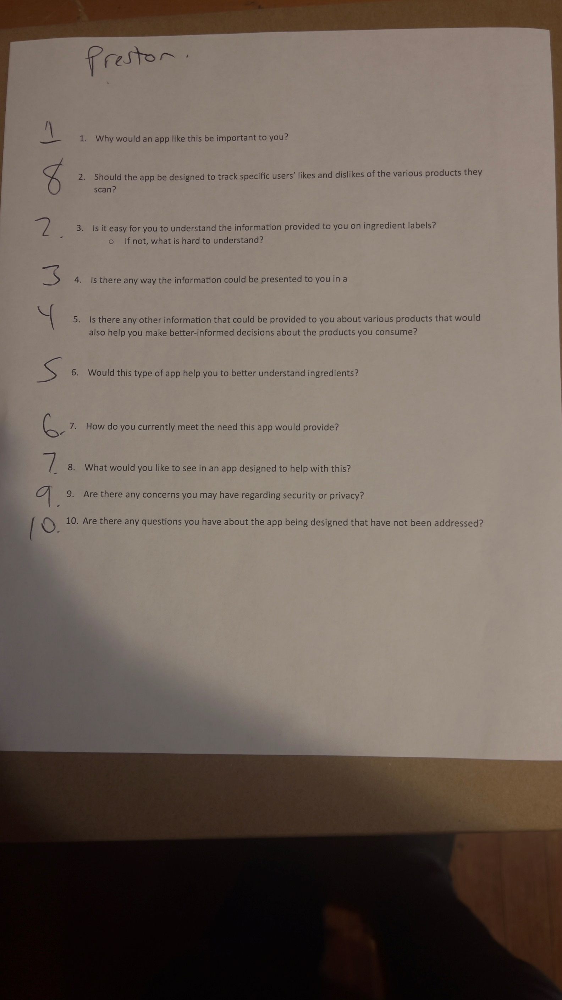 Preston.
1 1. Why would an app like this be important to you?
8 2. Should the app be designed to track specific users' likes and dislikes of the various products they
scan?
2. 3. Is it easy for you to understand the information provided to you on ingredient labels?
o If not, what is hard to understand?
3 4. Is there any way the information could be presented to you in a
4 5. Is there any other information that could be provided to you about various products that would
also help you make better-informed decisions about the products you consume?
5 6. Would this type of app help you to better understand ingredients?
6. 7. How do you currently meet the need this app would provide?
7. 8. What would you like to see in an app designed to help with this?
9. 9. Are there any concerns you may have regarding security or privacy?
10. 10. Are there any questions you have about the app being designed that have not been addressed?